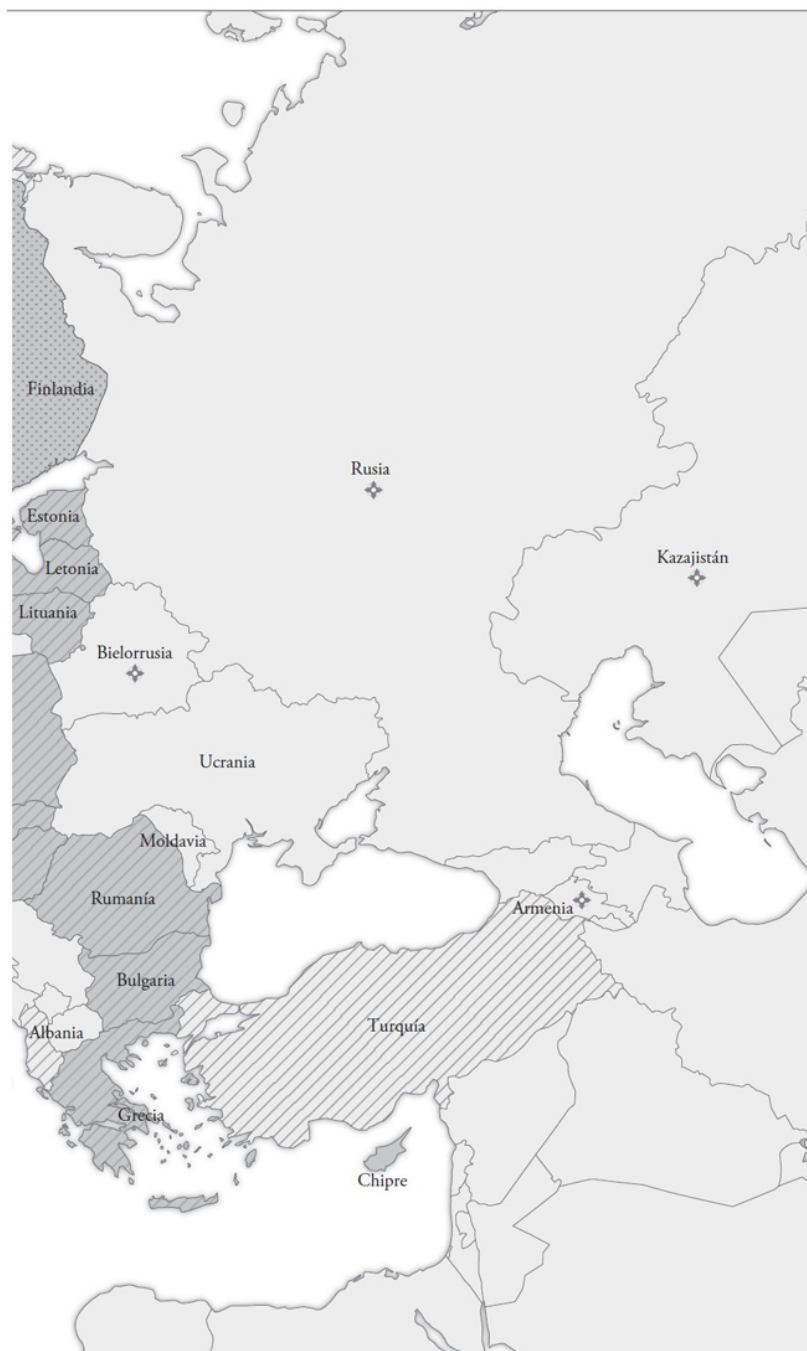 Finlandia
Rusia
Estonia
Kazajistán
Letonia
Lituania
Bielorrusia
Ucrania
Moldavia
Rumanía
Armenia
Bulgaria
Turquía
Albania
Grecia
Chipre